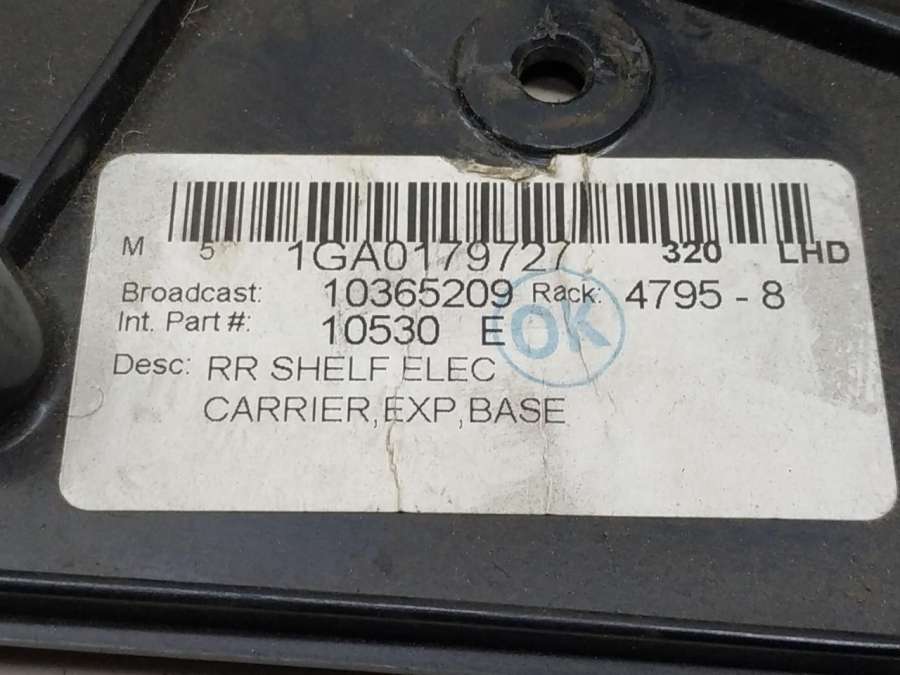 M 5 1GA0179727 320 LHD
Broadcast: 10365209 Rack: 4795 - 8
Int. Part #: 10530 E
OK
Desc: RR SHELF ELEC
CARRIER,EXP,BASE